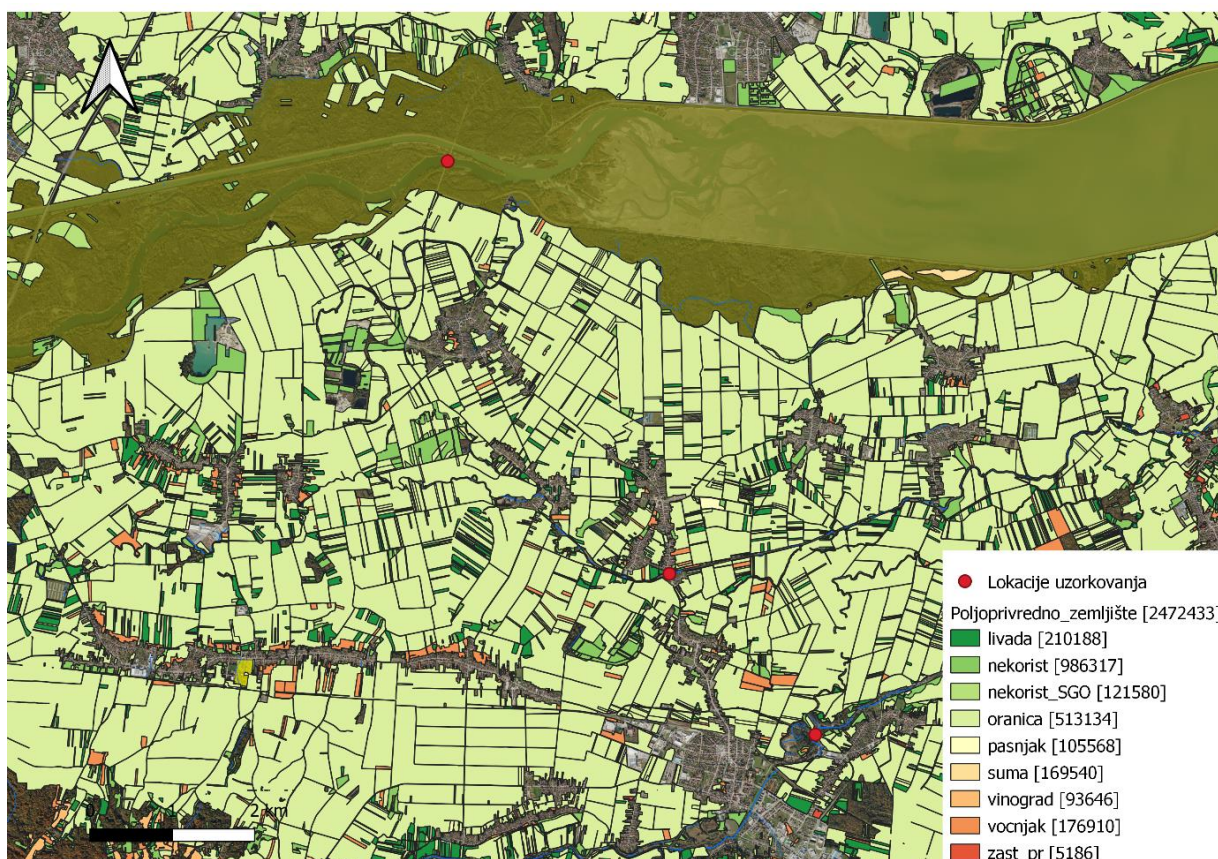 2 km
Lokacije uzorkovanja
Poljoprivredno_zemljište [2472433]
livada [210188]
nekorist [986317]
nekorist_SGO [121580]
oranica [513134]
pasnjak [105568]
suma [169540]
vinograd [93646]
vocnjak [176910]
zast_pr [5186]